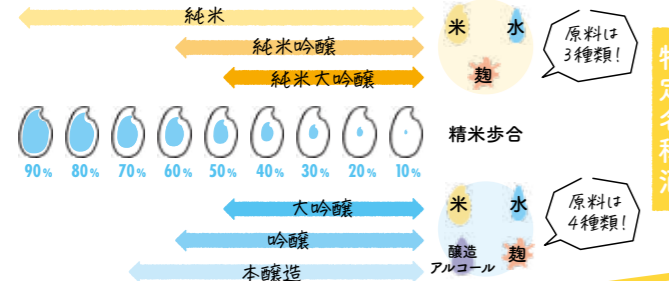 純米
純米吟醸
純米大吟醸
米
水
麹
原料は
3種類!
特定名称酒
90% 80% 70% 60% 50% 40% 30% 20% 10%
精米歩合
大吟醸
吟醸
本醸造
米
水
醸造
アルコール
麹
原料は
4種類!